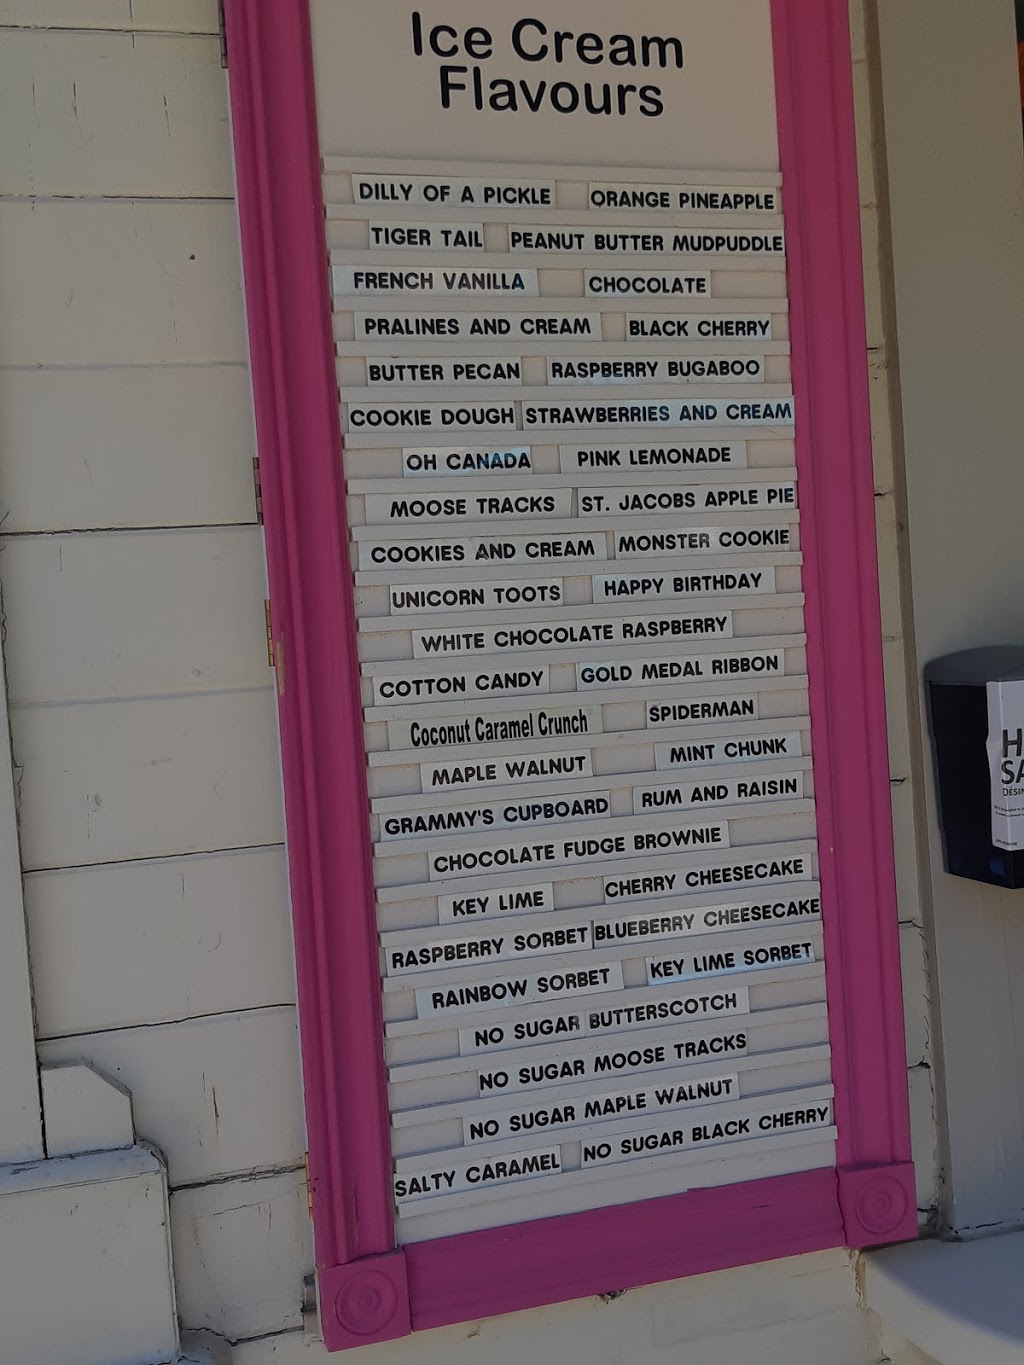 Ice Cream
Flavours
DILLY OF A PICKLE ORANGE PINEAPPLE
TIGER TAIL PEANUT BUTTER MUDPUDDLE
FRENCH VANILLA CHOCOLATE
PRALINES AND CREAM BLACK CHERRY
BUTTER PECAN RASPBERRY BUGABOO
COOKIE DOUGH STRAWBERRIES AND CREAM
OH CANADA PINK LEMONADE
MOOSE TRACKS ST. JACOBS APPLE PIE
COOKIES AND CREAM MONSTER COOKIE
UNICORN TOOTS HAPPY BIRTHDAY
WHITE CHOCOLATE RASPBERRY
COTTON CANDY GOLD MEDAL RIBBON
Coconut Caramel Crunch SPIDERMAN
MAPLE WALNUT MINT CHUNK
GRAMMY'S CUPBOARD RUM AND RAISIN
CHOCOLATE FUDGE BROWNIE
KEY LIME CHERRY CHEESECAKE
RASPBERRY SORBET BLUEBERRY CHEESECAKE
RAINBOW SORBET KEY LIME SORBET
NO SUGAR BUTTERSCOTCH
NO SUGAR MOOSE TRACKS
NO SUGAR MAPLE WALNUT
SALTY CARAMEL NO SUGAR BLACK CHERRY
H
SA
DÉSIN